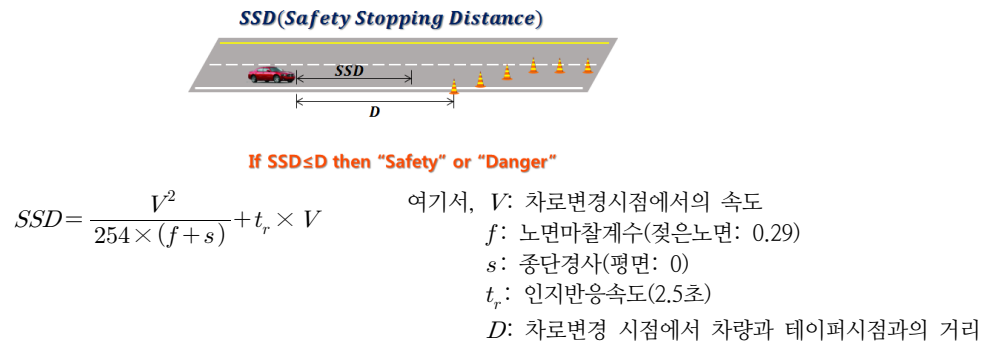 SSD(Safety Stopping Distance)
SSD
D
If SSD≤D then “Safety” or “Danger”
SSD = V² / (254×(f+s)) + tᵣ × V
여기서, V: 차로변경시점에서의 속도
f: 노면마찰계수(젖은노면: 0.29)
s: 종단경사(평면: 0)
tᵣ: 인지반응속도(2.5초)
D: 차로변경 시점에서 차량과 테이퍼시점과의 거리